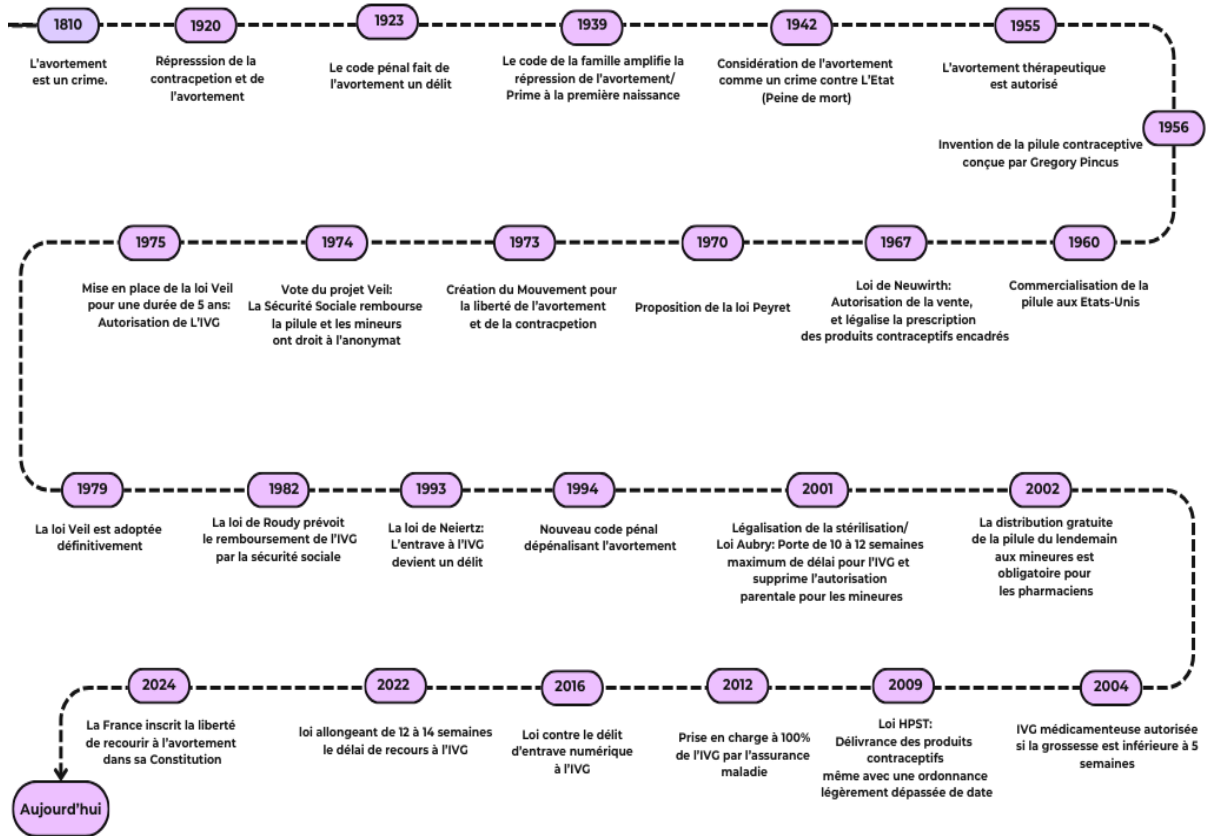 1810
L'avortement
est un crime.
1920
Répresssion de la
contracpetion et de
l'avortement
1923
Le code pénal fait de
l'avortement un délit
1939
Le code de la famille amplifie la
répression de l'avortement/
Prime à la première naissance
1942
Considération de l'avortement
comme un crime contre L'Etat
(Peine de mort)
1955
L'avortement thérapeutique
est autorisé
1956
Invention de la pilule contraceptive
conçue par Gregory Pincus
1960
Commercialisation de la
pilule aux Etats-Unis
1967
Loi de Neuwirth:
Autorisation de la vente,
et légalise la prescription
des produits contraceptifs encadrés
1970
Proposition de la loi Peyret
1973
Création du Mouvement pour
la liberté de l'avortement
et de la contracpetion
1974
Vote du projet Veil:
La Sécurité Sociale rembourse
la pilule et les mineurs
ont droit à l'anonymat
1975
Mise en place de la loi Veil
pour une durée de 5 ans:
Autorisation de L'IVG
1979
La loi Veil est adoptée
définitivement
1982
La loi de Roudy prévoit
le remboursement de l'IVG
par la sécurité sociale
1993
La loi de Neiertz:
L'entrave à l'IVG
devient un délit
1994
Nouveau code pénal
dépénalisant l'avortement
2001
Légalisation de la stérilisation/
Loi Aubry: Porte de 10 à 12 semaines
maximum de délai pour l'IVG et
supprime l'autorisation
parentale pour les mineures
2002
La distribution gratuite
de la pilule du lendemain
aux mineures est
obligatoire pour
les pharmaciens
2004
IVG médicamenteuse autorisée
si la grossesse est inférieure à 5
semaines
2009
Loi HPST:
Délivrance des produits
contraceptifs
même avec une ordonnance
légèrement dépassée de date
2012
Prise en charge à 100%
de l'IVG par l'assurance
maladie
2016
Loi contre le délit
d'entrave numérique
à l'IVG
2022
loi allongeant de 12 à 14 semaines
le délai de recours à l'IVG
2024
La France inscrit la liberté
de recourir à l'avortement
dans sa Constitution
Aujourd'hui